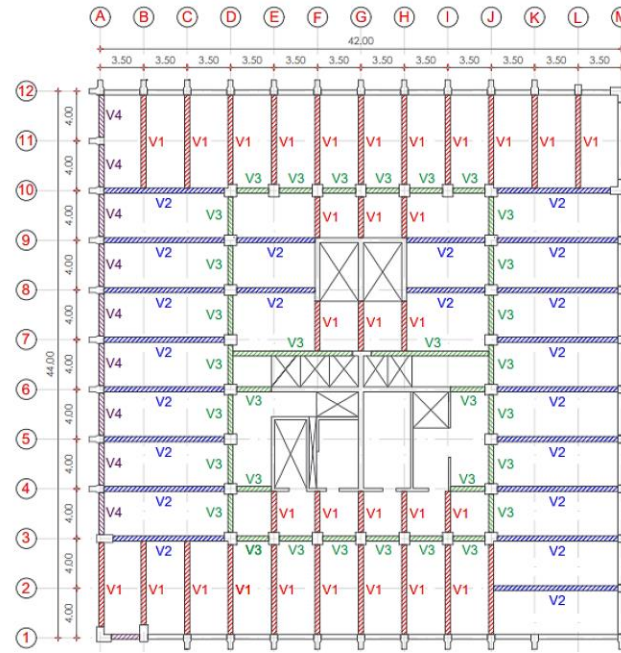 A B C D E F G H I J K L M
42.00
3.50 3.50 3.50 3.50 3.50 3.50 3.50 3.50 3.50 3.50 3.50 3.50
12
4.00 V4
11 V1 V1 V1 V1 V1 V1 V1 V1 V1 V1 V1
4.00 V4
V3 V3 V3 V3 V3 V3
10
V2 V2
4.00 V4 V3 V1 V1 V1 V3
9
V2 V2 V2 V2
4.00 V4 V3 V3
8
V2 V2 V2 V2
4.00 V4 V3 V1 V1 V1 V3
7 V3 V3
V2 V2
44.00 4.00 V4 V3 V3
6
V2 V3 V3 V2
4.00 V4 V3 V3
5
V2 V2
4.00 V4 V3 V3
V3 V3
4
V2 V2
4.00 V4 V3 V1 V1 V1 V1 V1 V3
3
V2 V3 V3 V3 V3 V3 V3 V2
4.00
2 V1 V1 V1 V1 V1 V1 V1 V1 V1 V1
V2
4.00
1